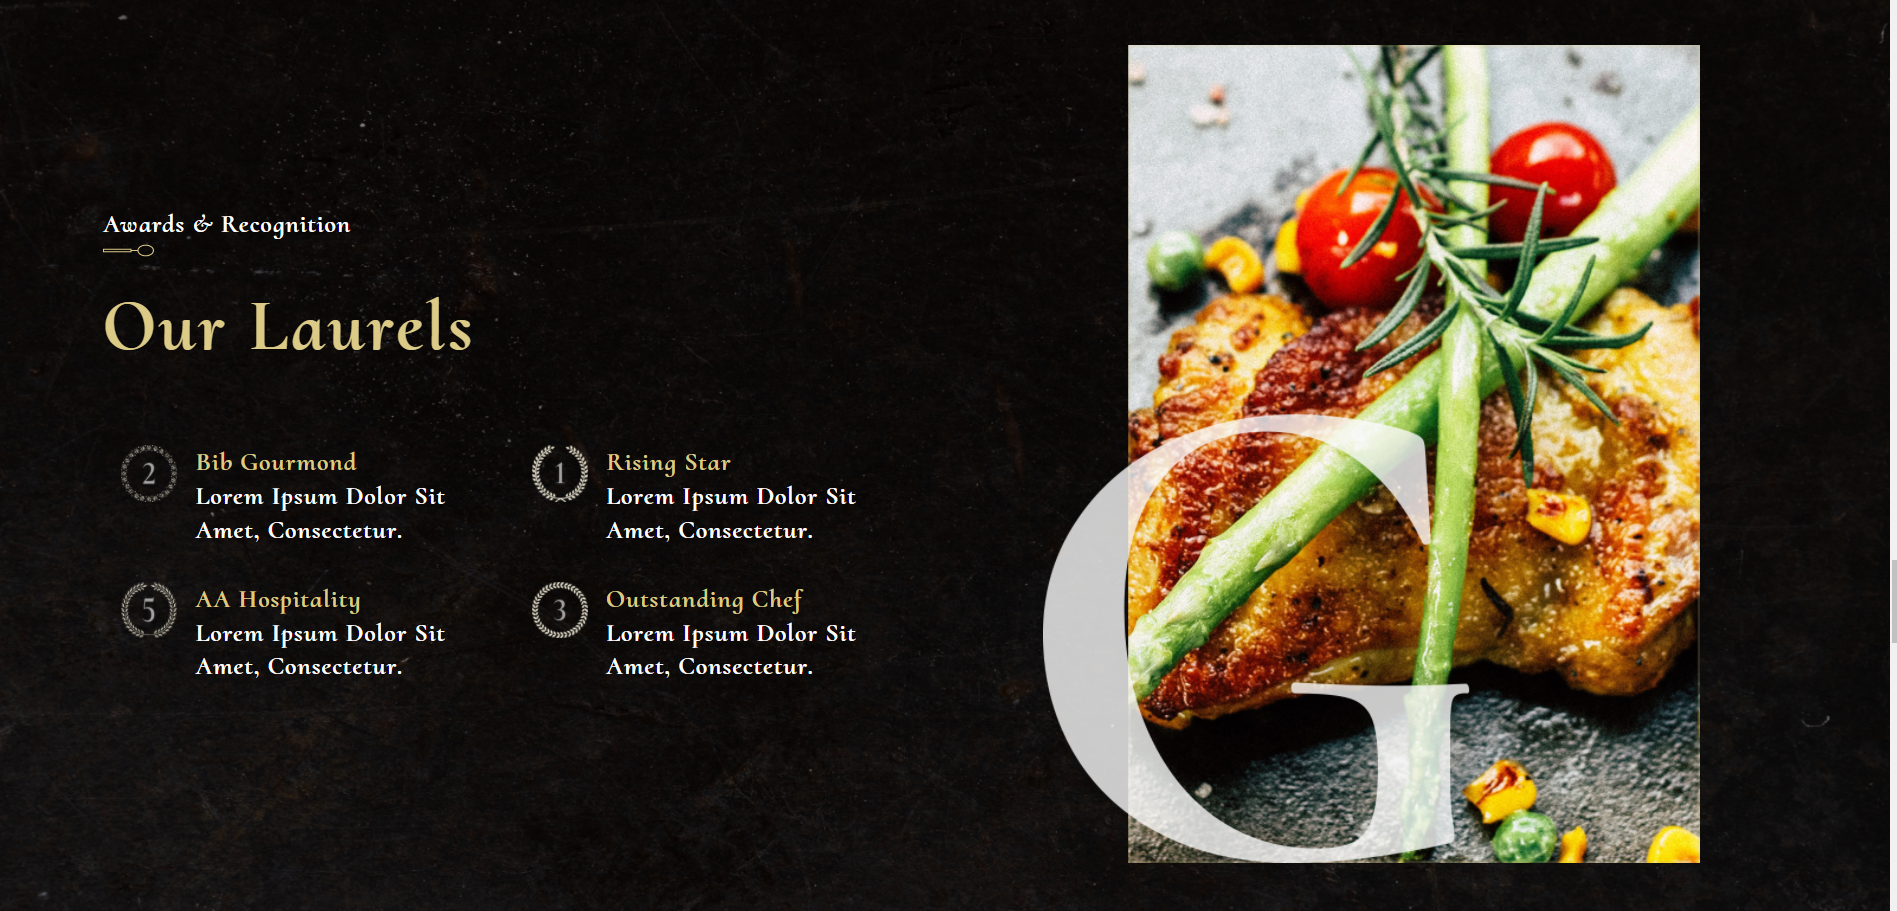 Awards & Recognition
Our Laurels
2
Bib Gourmond
Lorem Ipsum Dolor Sit
Amet, Consectetur.
1
Rising Star
Lorem Ipsum Dolor Sit
Amet, Consectetur.
5
AA Hospitality
Lorem Ipsum Dolor Sit
Amet, Consectetur.
3
Outstanding Chef
Lorem Ipsum Dolor Sit
Amet, Consectetur.
G